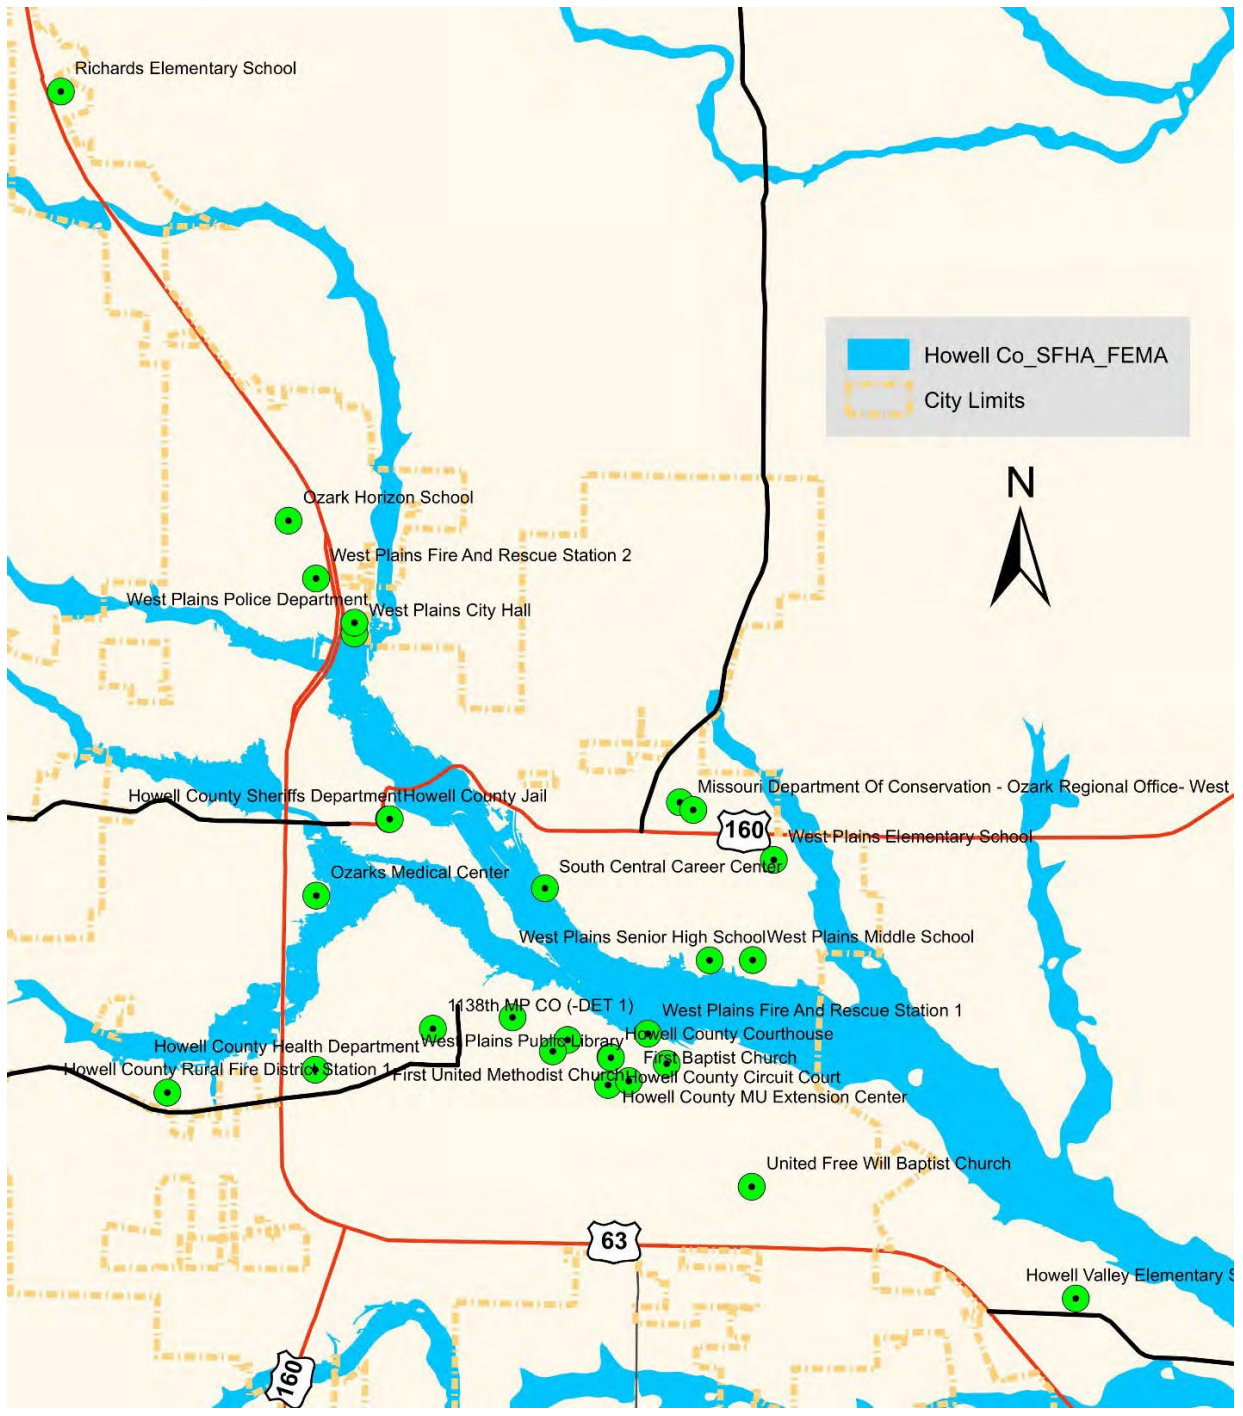 Richards Elementary School
Howell Co_SFHA_FEMA
City Limits
N
Ozark Horizon School
West Plains Fire And Rescue Station 2
West Plains Police Department
West Plains City Hall
Missouri Department Of Conservation - Ozark Regional Office- West
Howell County Sheriffs Department
Howell County Jail
160
West Plains Elementary School
South Central Career Center
Ozarks Medical Center
West Plains Senior High School
West Plains Middle School
1138th MP CO (-DET 1)
West Plains Fire And Rescue Station 1
Howell County Courthouse
West Plains Public Library
Howell County Health Department
First Baptist Church
Howell County Rural Fire District Station 1
First United Methodist Church
Howell County Circuit Court
Howell County MU Extension Center
United Free Will Baptist Church
63
Howell Valley Elementary S
160